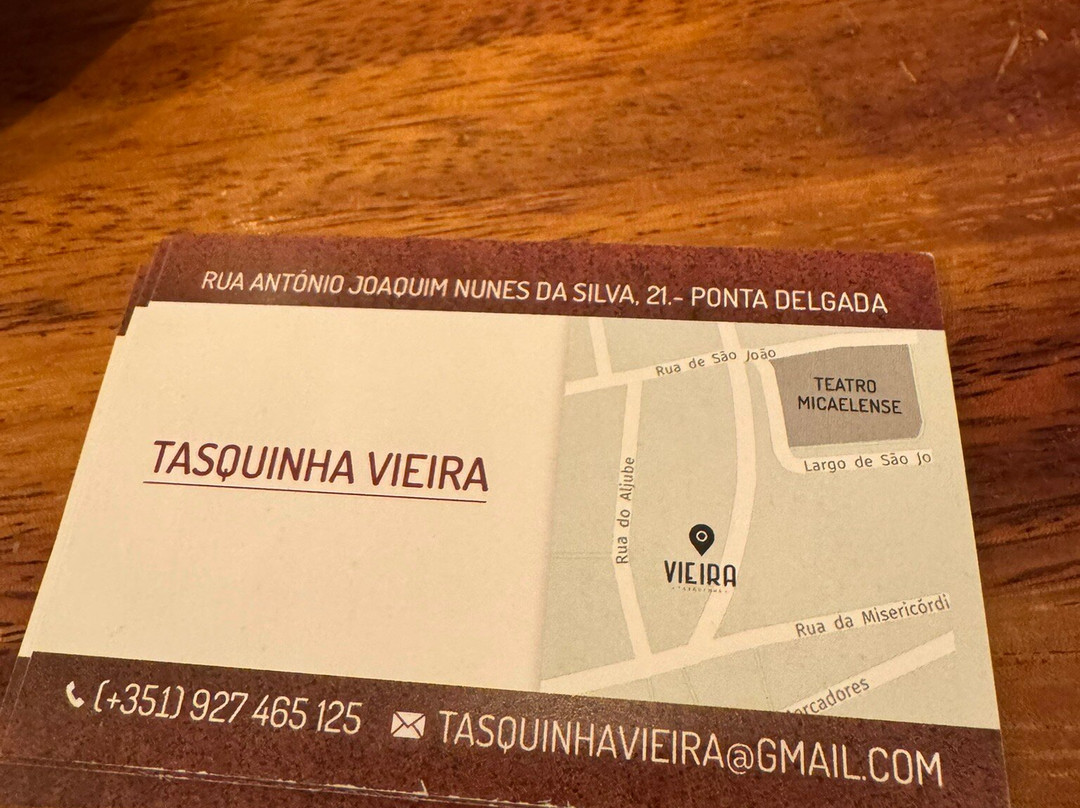 RUA ANTÓNIO JOAQUIM NUNES DA SILVA, 21.- PONTA DELGADA
TASQUINHA VIEIRA
Rua de São João
TEATRO
MICAELENSE
Largo de São Jo
Rua do Aljube
VIEIRA
Rua da Misericórdi
ercadores
(+351) 927 465 125
TASQUINHAVIEIRA@GMAIL.COM